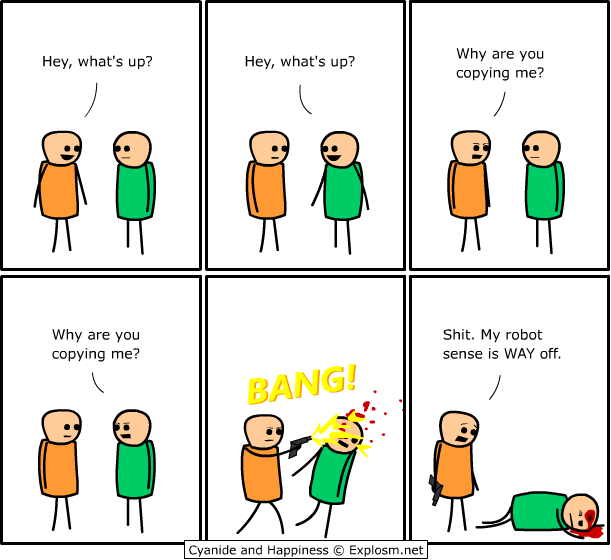 Hey, what's up?
Hey, what's up?
Why are you
copying me?
Why are you
copying me?
BANG!
Shit. My robot
sense is WAY off.
Cyanide and Happiness © Explosm.net